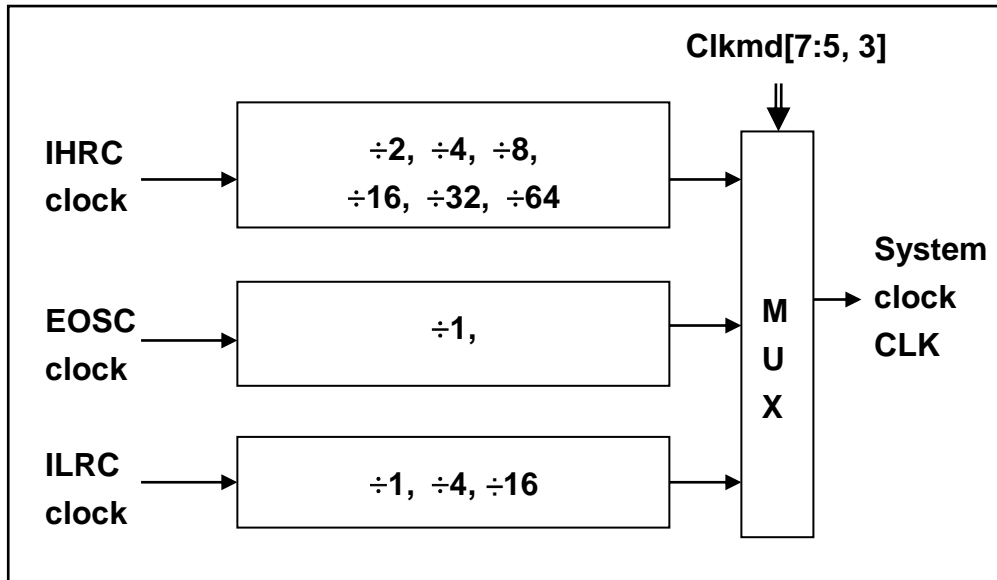 Clkmd[7:5, 3]
IHRC
clock
÷2, ÷4, ÷8,
÷16, ÷32, ÷64
EOSC
clock
÷1,
ILRC
clock
÷1, ÷4, ÷16
M
U
X
System
clock
CLK